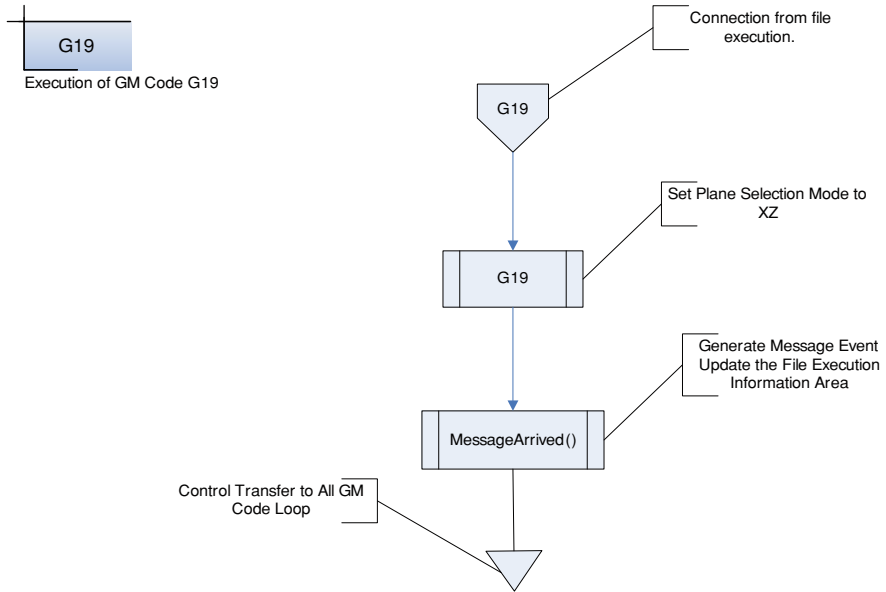 G19
Execution of GM Code G19
Connection from file
execution.
G19
Set Plane Selection Mode to
XZ
G19
Generate Message Event
Update the File Execution
Information Area
MessageArrived()
Control Transfer to All GM
Code Loop